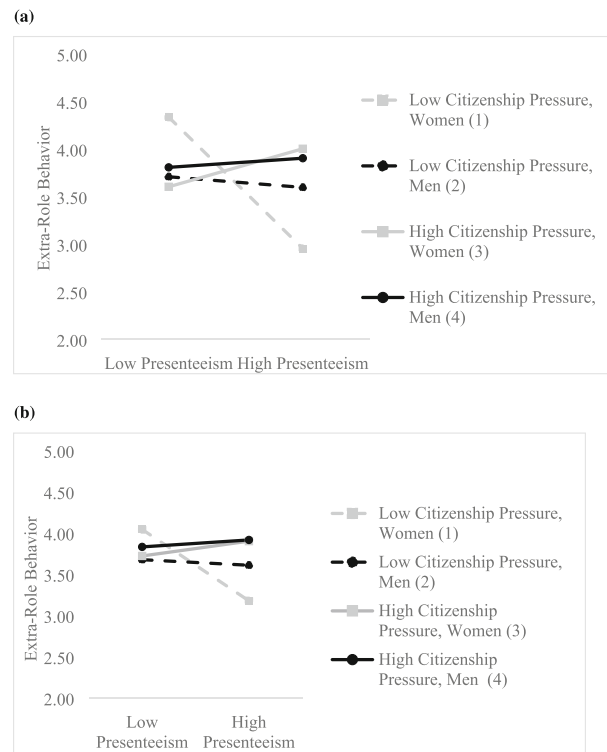 (a)
5.00
4.50
4.00
3.50
3.00
2.50
2.00
Extra-Role Behavior
Low Presenteeism High Presenteeism
Low Citizenship Pressure,
Women (1)
Low Citizenship Pressure,
Men (2)
High Citizenship Pressure,
Women (3)
High Citizenship Pressure,
Men (4)
(b)
5.00
4.50
4.00
3.50
3.00
2.50
2.00
Extra-Role Behavior
Low
Presenteeism
High
Presenteeism
Low Citizenship Pressure,
Women (1)
Low Citizenship Pressure,
Men (2)
High Citizenship
Pressure, Women (3)
High Citizenship
Pressure, Men (4)